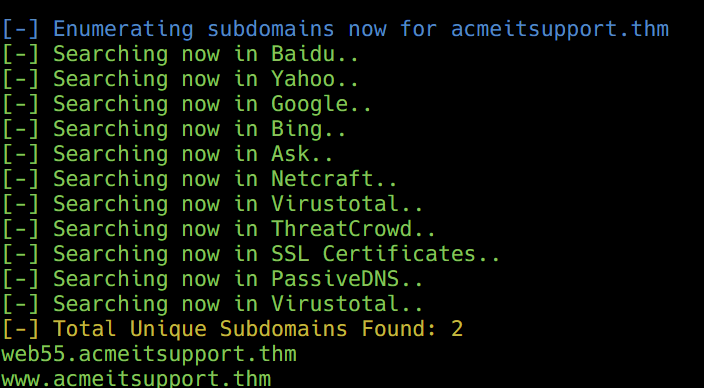 [-] Enumerating subdomains now for acmeitsupport.thm
[-] Searching now in Baidu..
[-] Searching now in Yahoo..
[-] Searching now in Google..
[-] Searching now in Bing..
[-] Searching now in Ask..
[-] Searching now in Netcraft..
[-] Searching now in Virustotal..
[-] Searching now in ThreatCrowd..
[-] Searching now in SSL Certificates..
[-] Searching now in PassiveDNS..
[-] Searching now in Virustotal..
[-] Total Unique Subdomains Found: 2
web55.acmeitsupport.thm
www.acmeitsupport.thm